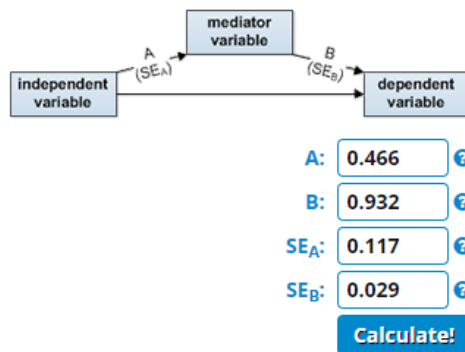 mediator
variable
A
(SEA)
B
(SEB)
independent
variable
dependent
variable
A: 0.466 ?
B: 0.932 ?
SEA: 0.117 ?
SEB: 0.029 ?
Calculate!